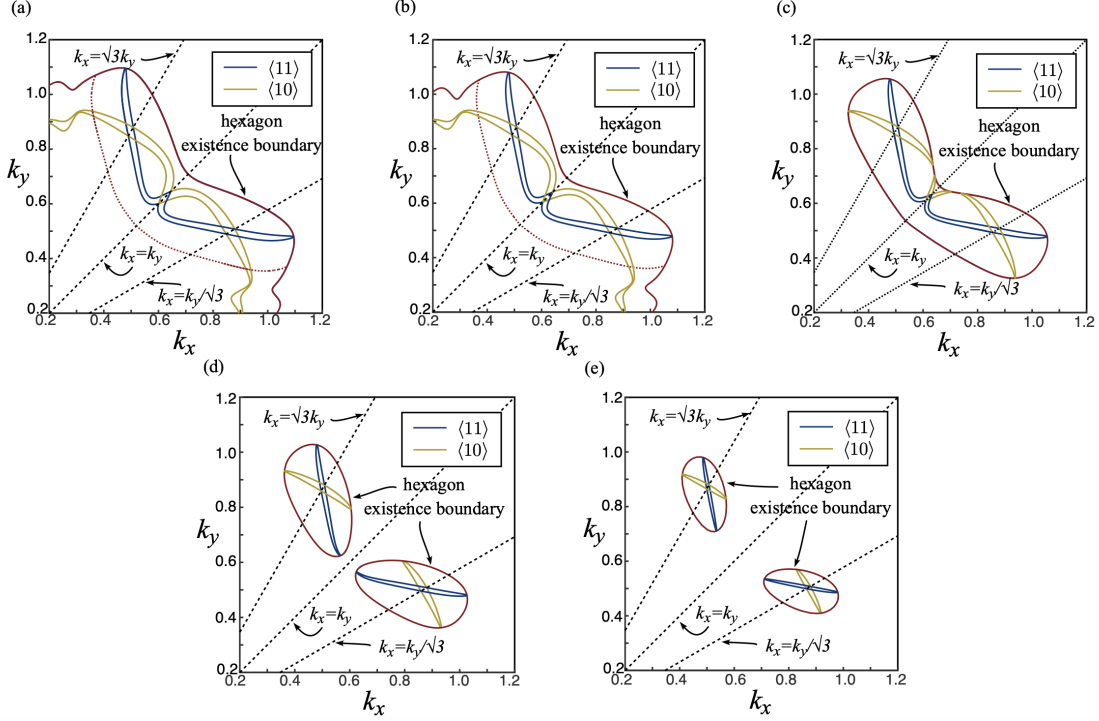 (a)
1.2
1.0
0.8
0.6
0.4
0.2
k_y
k_x=√3k_y
⟨11⟩
⟨10⟩
hexagon
existence boundary
k_x=k_y
k_x=k_y/√3
0.2 0.4 0.6 0.8 1.0 1.2
k_x
(b)
1.2
1.0
0.8
0.6
0.4
0.2
k_y
k_x=√3k_y
⟨11⟩
⟨10⟩
hexagon
existence boundary
k_x=k_y
k_x=k_y/√3
0.2 0.4 0.6 0.8 1.0 1.2
k_x
(c)
1.2
1.0
0.8
0.6
0.4
0.2
k_y
k_x=√3k_y
⟨11⟩
⟨10⟩
hexagon
existence boundary
k_x=k_y
k_x=k_y/√3
0.2 0.4 0.6 0.8 1.0 1.2
k_x
(d)
1.2
1.0
0.8
0.6
0.4
0.2
k_y
k_x=√3k_y
⟨11⟩
⟨10⟩
hexagon
existence boundary
k_x=k_y
k_x=k_y/√3
0.2 0.4 0.6 0.8 1.0 1.2
k_x
(e)
1.2
1.0
0.8
0.6
0.4
0.2
k_y
k_x=√3k_y
⟨11⟩
⟨10⟩
hexagon
existence boundary
k_x=k_y
k_x=k_y/√3
0.2 0.4 0.6 0.8 1.0 1.2
k_x